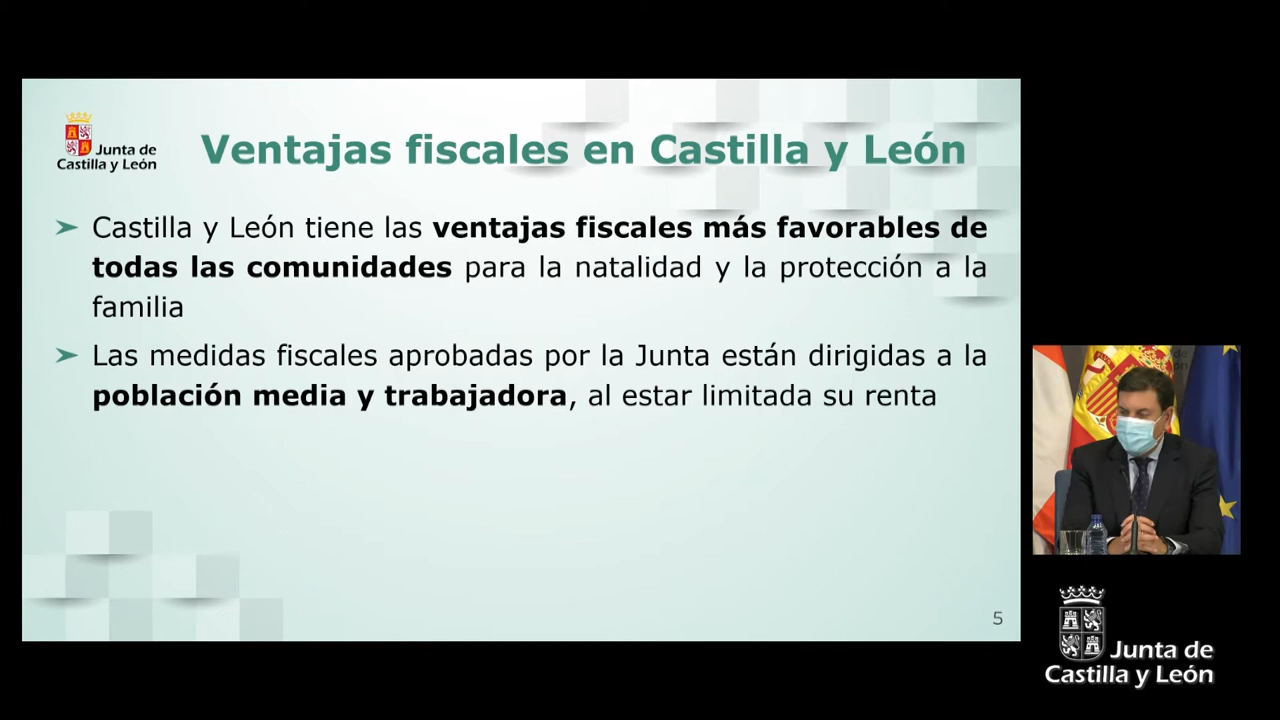 Junta de
Castilla y León
Ventajas fiscales en Castilla y León
Castilla y León tiene las ventajas fiscales más favorables de
todas las comunidades para la natalidad y la protección a la
familia
Las medidas fiscales aprobadas por la Junta están dirigidas a la
población media y trabajadora, al estar limitada su renta
5
Junta de
Castilla y León